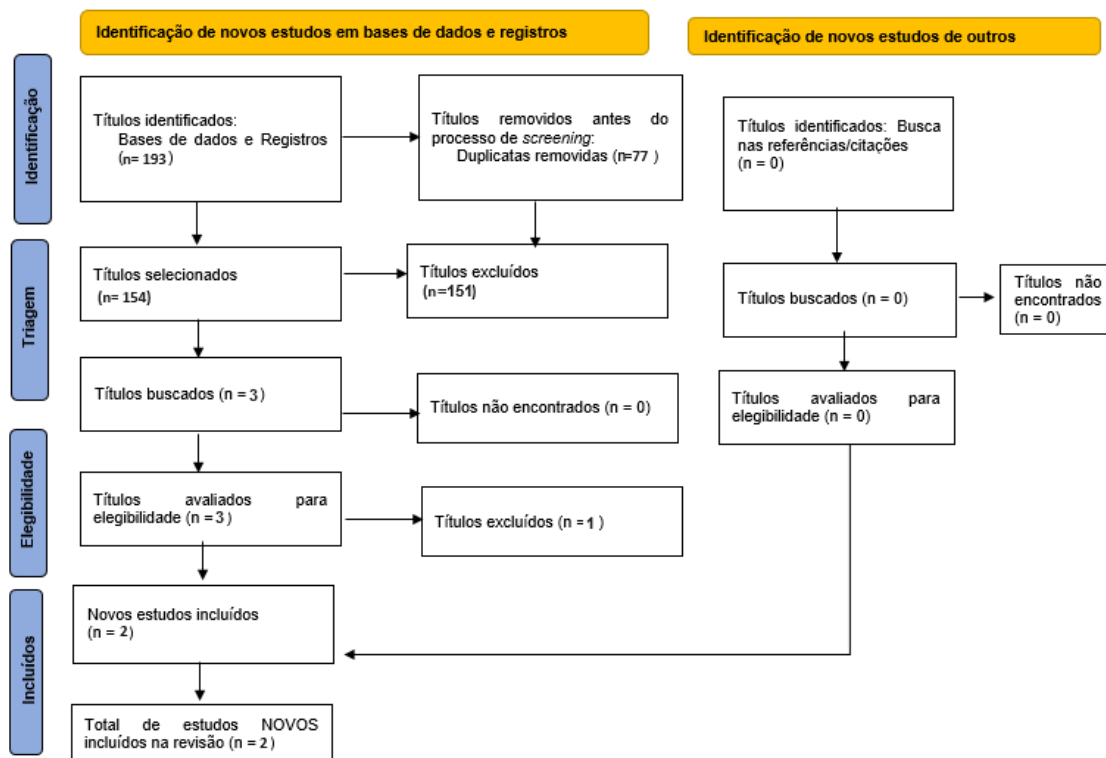 Identificação de novos estudos em bases de dados e registros
Identificação de novos estudos de outros
Identificação
Títulos identificados:
Bases de dados e Registros
(n= 193)
Títulos removidos antes do
processo de screening:
Duplicatas removidas (n=77 )
Títulos identificados: Busca
nas referências/citações
(n = 0)
Triagem
Títulos selecionados
(n= 154)
Títulos excluídos
(n=151)
Títulos buscados (n = 0)
Títulos não
encontrados
(n = 0)
Títulos buscados (n = 3)
Títulos não encontrados (n = 0)
Títulos avaliados para
elegibilidade (n = 0)
Elegibilidade
Títulos avaliados para
elegibilidade (n = 3)
Títulos excluídos (n = 1 )
Incluídos
Novos estudos incluídos
(n = 2)
Total de estudos NOVOS
incluídos na revisão (n = 2)